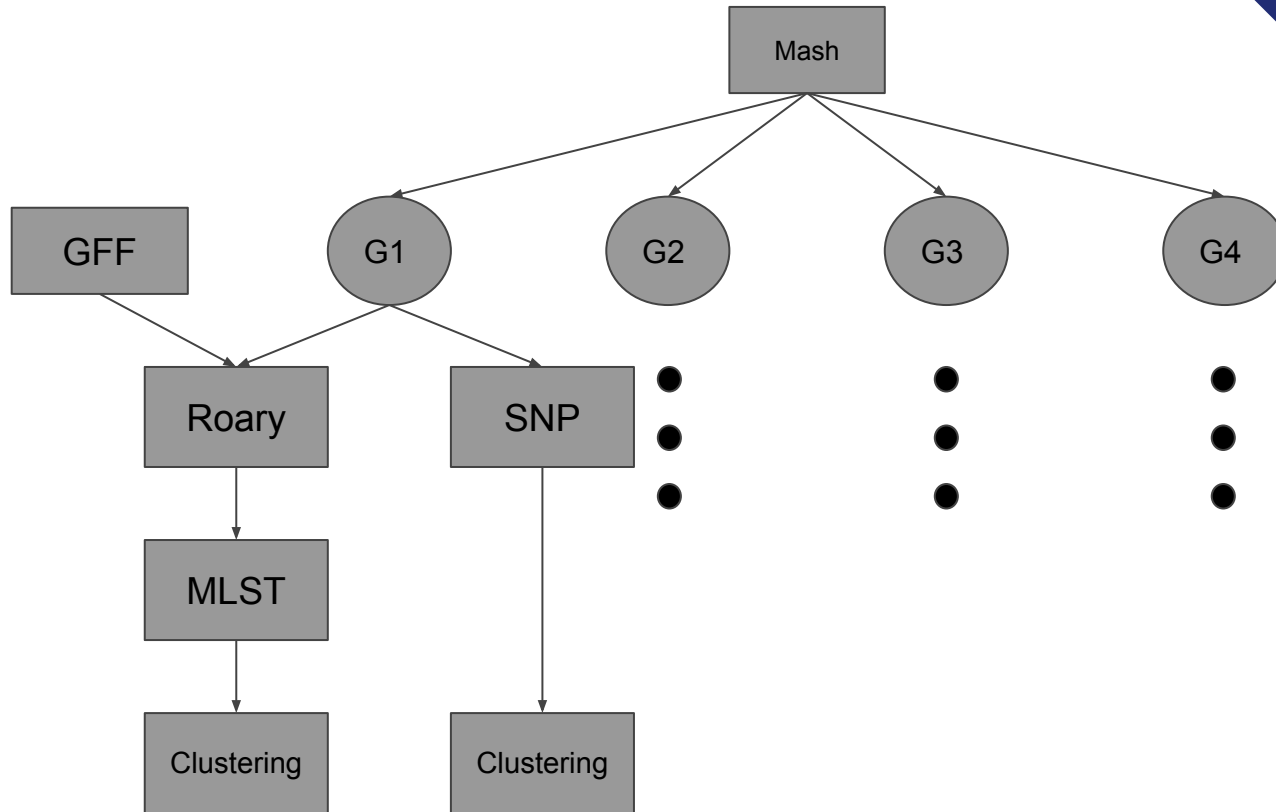 Mash
GFF
G1
G2
G3
G4
Roary
SNP
MLST
Clustering
Clustering